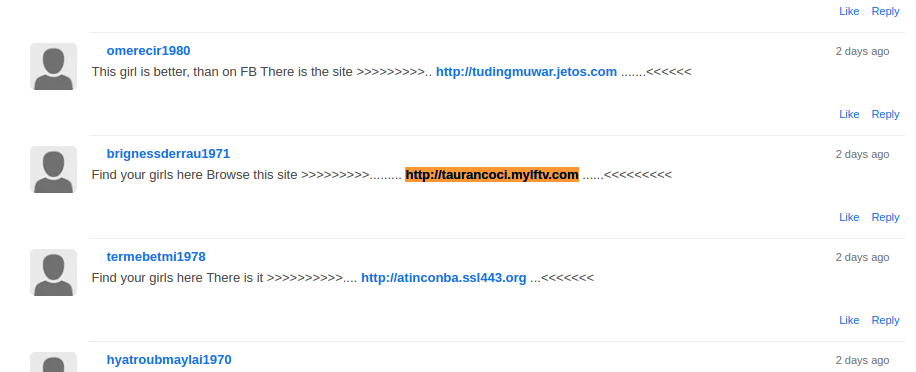 Like Reply
omerecir1980 2 days ago
This girl is better, than on FB There is the site >>>>>>>>>.. http://tudingmuwar.jetos.com .......<<<<<<
Like Reply
brignessderrau1971 2 days ago
Find your girls here Browse this site >>>>>>>>>......... http://taurancoci.mylftv.com ......<<<<<<<<<
Like Reply
termebetmi1978 2 days ago
Find your girls here There is it >>>>>>>>>>.... http://atinconba.ssl443.org ...<<<<<<<
Like Reply
hyatroubmaylai1970 2 days ago